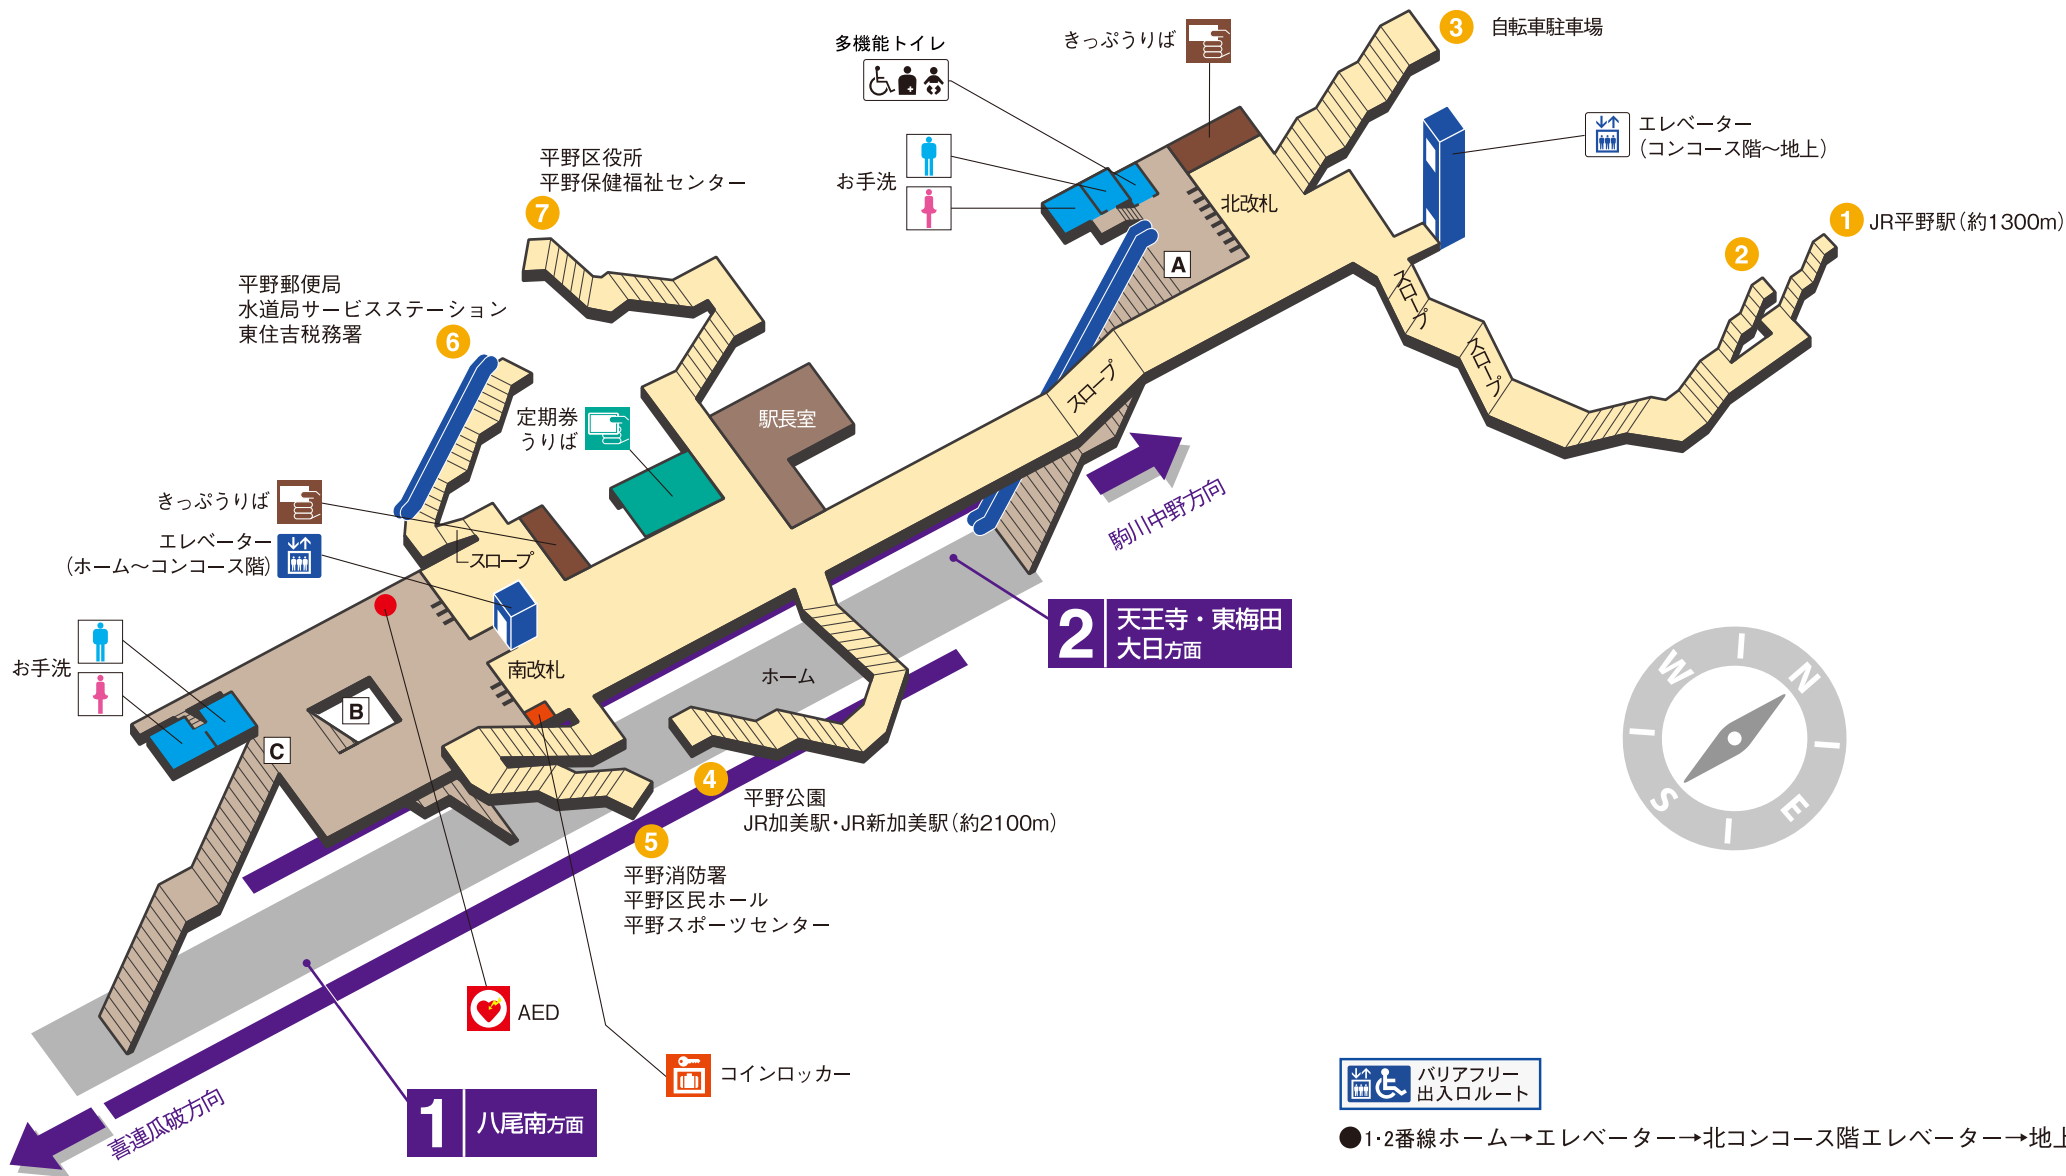 多機能トイレ
きっぷうりば
3 自転車駐車場
エレベーター
(コンコース階～地上)
お手洗
北改札
A
1 JR平野駅(約1300m)
2
スロープ
スロープ
スロープ
平野区役所
平野保健福祉センター
7
平野郵便局
水道局サービスステーション
東住吉税務署
6
定期券
うりば
駅長室
きっぷうりば
エレベーター
(ホーム～コンコース階)
スロープ
お手洗
南改札
B
C
ホーム
駒川中野方向
2 天王寺・東梅田
大日方面
4
平野公園
JR加美駅・JR新加美駅(約2100m)
5
平野消防署
平野区民ホール
平野スポーツセンター
AED
コインロッカー
喜連瓜破方向
1 八尾南方面
N
E
S
W
バリアフリー
出入口ルート
●1・2番線ホーム→エレベーター→北コンコース階エレベーター→地上